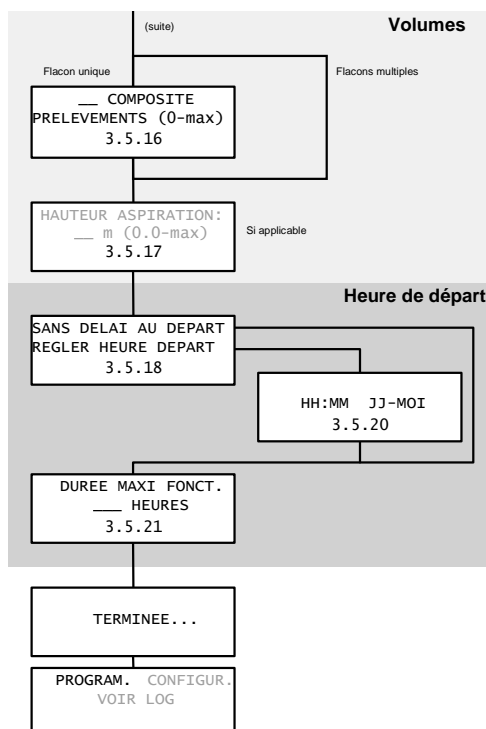 (suite)
Volumes
Flacon unique
Flacons multiples
__ COMPOSITE
PRELEVEMENTS (0-max)
3.5.16
HAUTEUR ASPIRATION:
__ m (0.0-max)
3.5.17
Si applicable
Heure de départ
SANS DELAI AU DEPART
REGLER HEURE DEPART
3.5.18
HH:MM JJ-MOI
3.5.20
DUREE MAXI FONCT.
___ HEURES
3.5.21
TERMINEE...
PROGRAM. CONFIGUR.
VOIR LOG